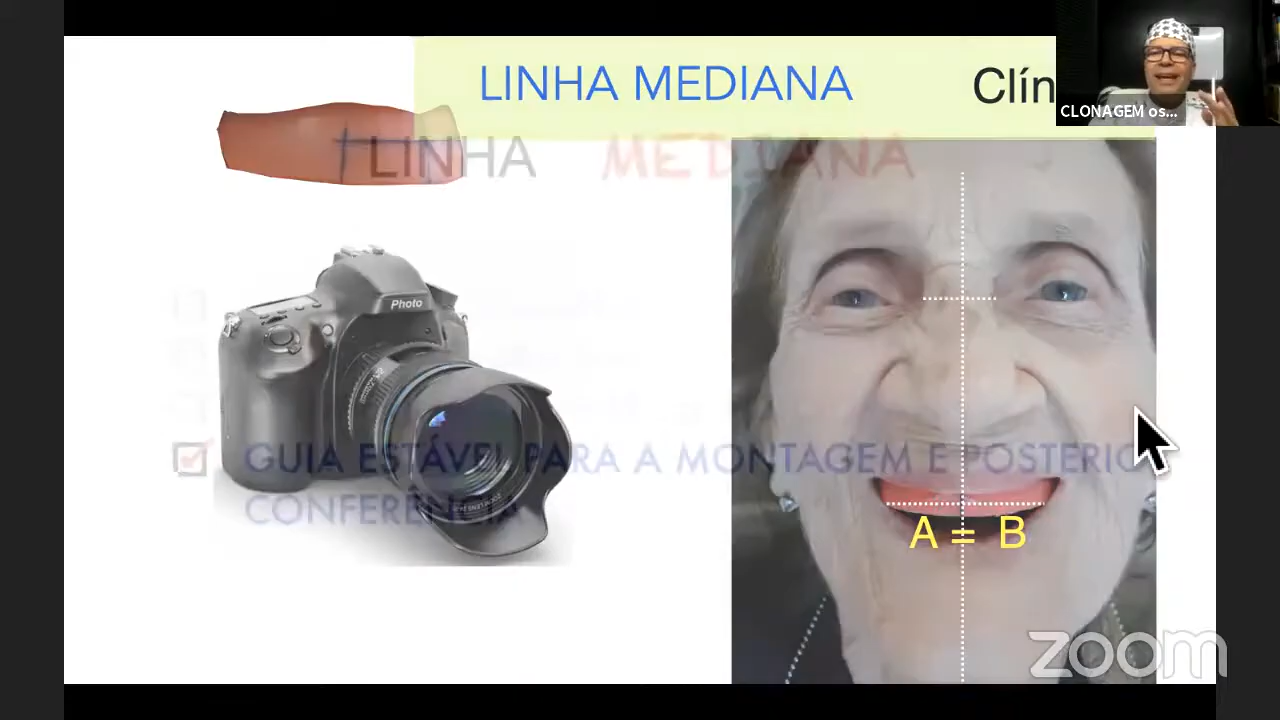 LINHA MEDIANA
Clín
CLONAGEM os...
LINHA MEDIANA
Photo
GUIA ESTÁVEL PARA A MONTAGEM E POSTERIO
CONFERÊNCIA
A = B
zoom